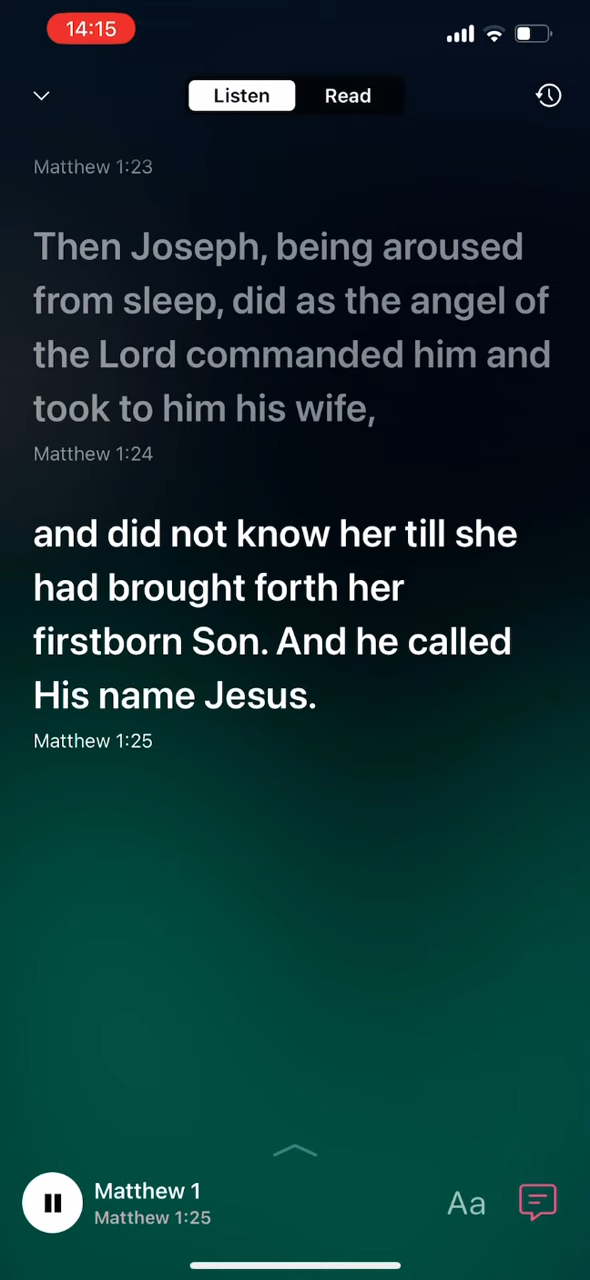 14:15
Listen
Read
Matthew 1:23
Then Joseph, being aroused
from sleep, did as the angel of
the Lord commanded him and
took to him his wife,
Matthew 1:24
and did not know her till she
had brought forth her
firstborn Son. And he called
His name Jesus.
Matthew 1:25
Matthew 1
Matthew 1:25
Aa